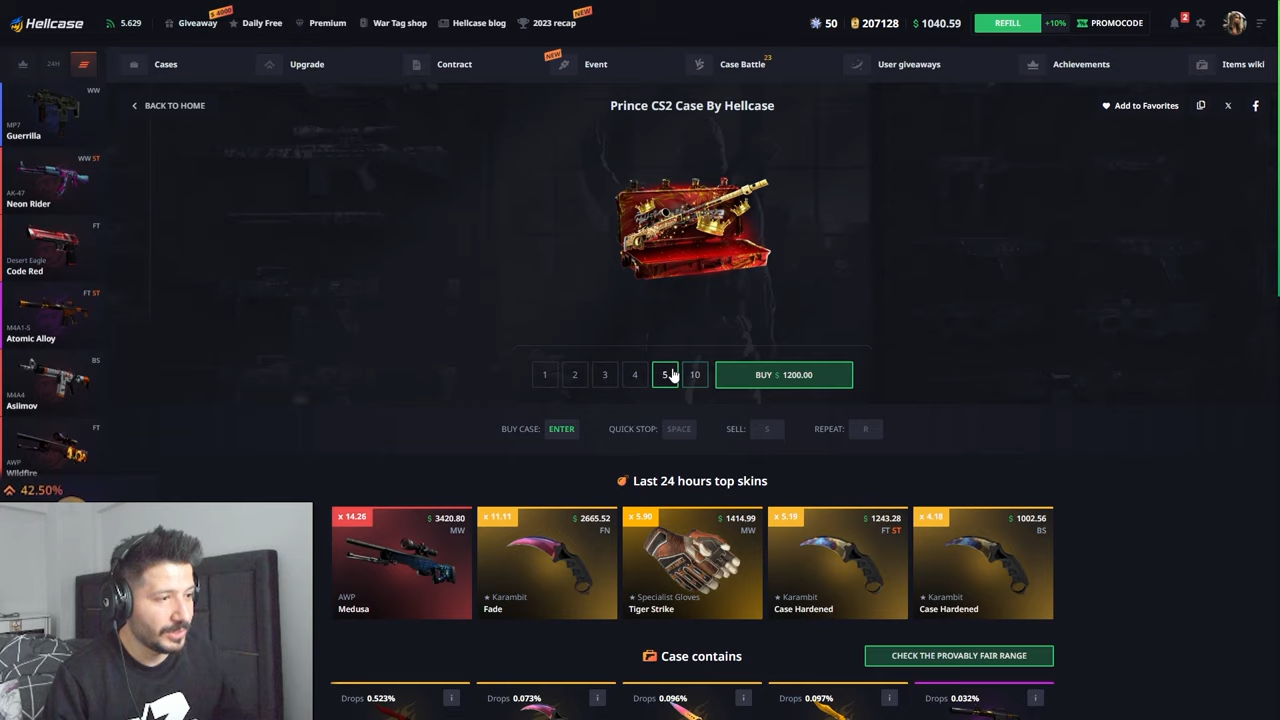 Hellcase
5.629
Giveaway
$ 4000
Daily Free
Premium
War Tag shop
Hellcase blog
2023 recap
NEW
50
207128
$ 1040.59
REFILL
+10%
PROMOCODE
2
24H
Cases
Upgrade
Contract
NEW
Event
Case Battle
23
User giveaways
Achievements
Items wiki
WW
MP7
Guerrilla
WW ST
AK-47
Neon Rider
FT
Desert Eagle
Code Red
FT ST
M4A1-S
Atomic Alloy
BS
M4A4
Asiimov
FT
AWP
Wildfire
42.50%
BACK TO HOME
Prince CS2 Case By Hellcase
Add to Favorites
1
2
3
4
5
10
BUY $ 1200.00
BUY CASE: ENTER
QUICK STOP: SPACE
SELL: S
REPEAT: R
Last 24 hours top skins
x 14.26
$ 3420.80
MW
AWP
Medusa
x 11.11
$ 2665.52
FN
★ Karambit
Fade
x 5.90
$ 1414.99
MW
★ Specialist Gloves
Tiger Strike
x 5.19
$ 1243.28
FT ST
★ Karambit
Case Hardened
x 4.18
$ 1002.56
BS
★ Karambit
Case Hardened
Case contains
CHECK THE PROVABLY FAIR RANGE
Drops 0.523%
Drops 0.073%
Drops 0.096%
Drops 0.097%
Drops 0.032%